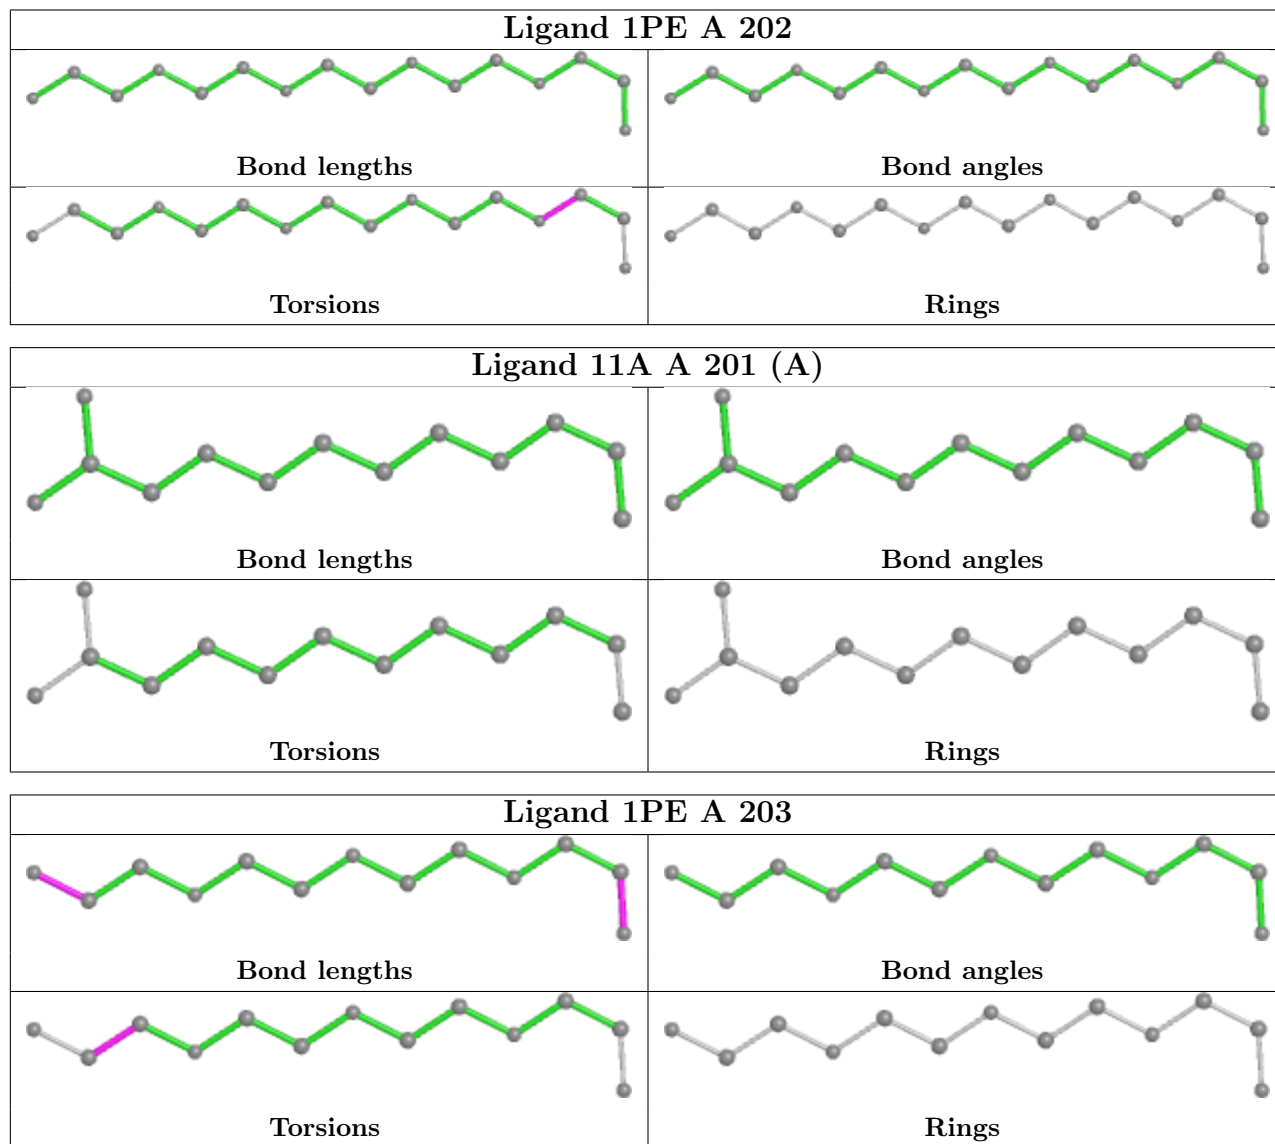 Ligand 1PE A 202
Bond lengths
Bond angles
Torsions
Rings
Ligand 11A A 201 (A)
Bond lengths
Bond angles
Torsions
Rings
Ligand 1PE A 203
Bond lengths
Bond angles
Torsions
Rings